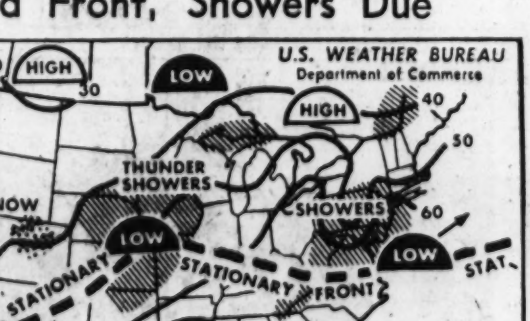 d Front, Showers Due
U.S. WEATHER BUREAU
Department of Commerce
HIGH
30
LOW
HIGH
40
50
THUNDER
SHOWERS
NOW
SHOWERS
60
LOW
LOW
STATIONARY
STATIONARY
FRONT
STAT.